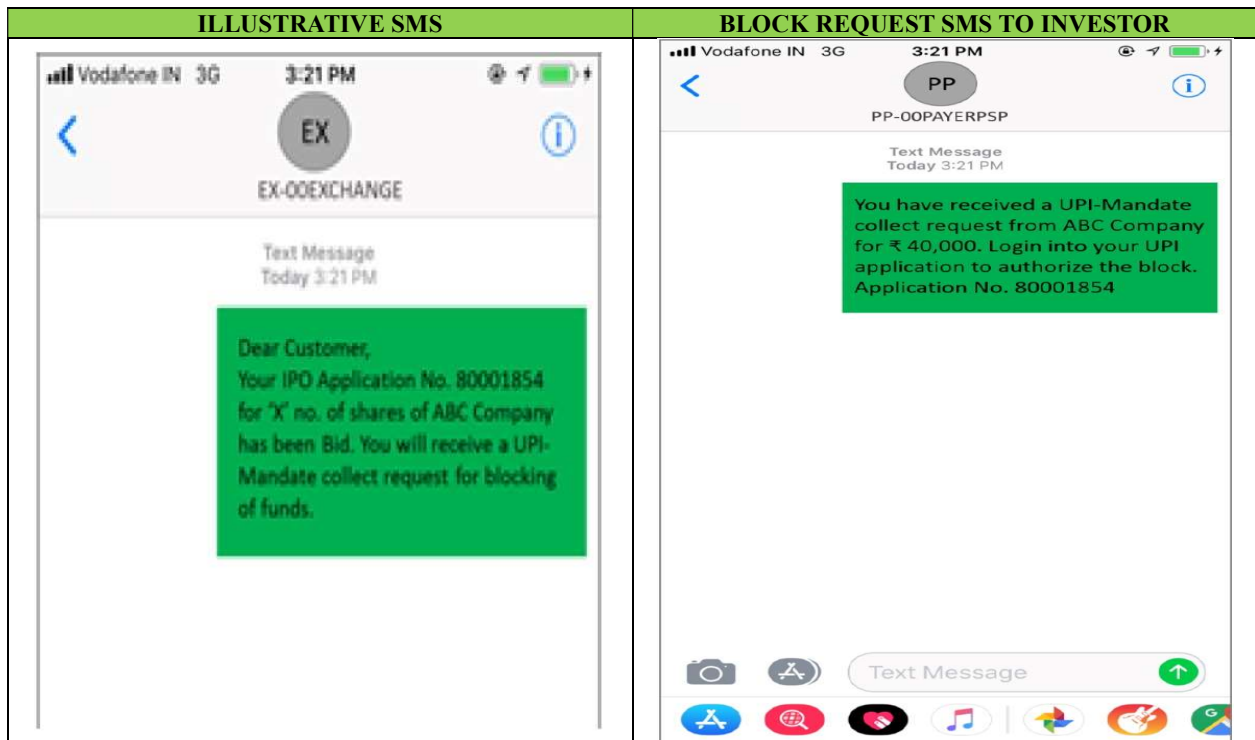 ILLUSTRATIVE SMS
Vodafone IN 3G 3:21 PM
EX
EX-00EXCHANGE
Text Message
Today 3:21 PM
Dear Customer,
Your IPO Application No. 80001854
for 'X' no. of shares of ABC Company
has been Bid. You will receive a UPI-
Mandate collect request for blocking
of funds.
BLOCK REQUEST SMS TO INVESTOR
Vodafone IN 3G 3:21 PM
PP
PP-00PAYERPSP
Text Message
Today 3:21 PM
You have received a UPI-Mandate
collect request from ABC Company
for ₹ 40,000. Login into your UPI
application to authorize the block.
Application No. 80001854
Text Message
G